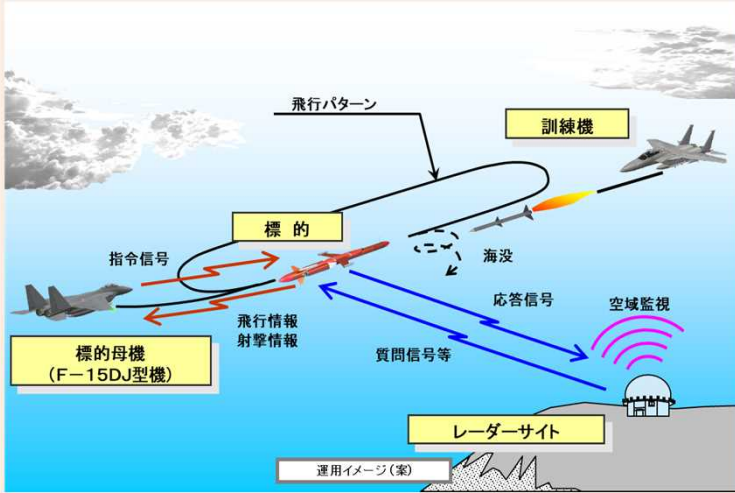 飛行パターン
訓練機
標 的
指令信号
海没
飛行情報
射撃情報
応答信号
空域監視
標的母機
(F－15DJ型機)
質問信号等
レーダーサイト
運用イメージ(案)